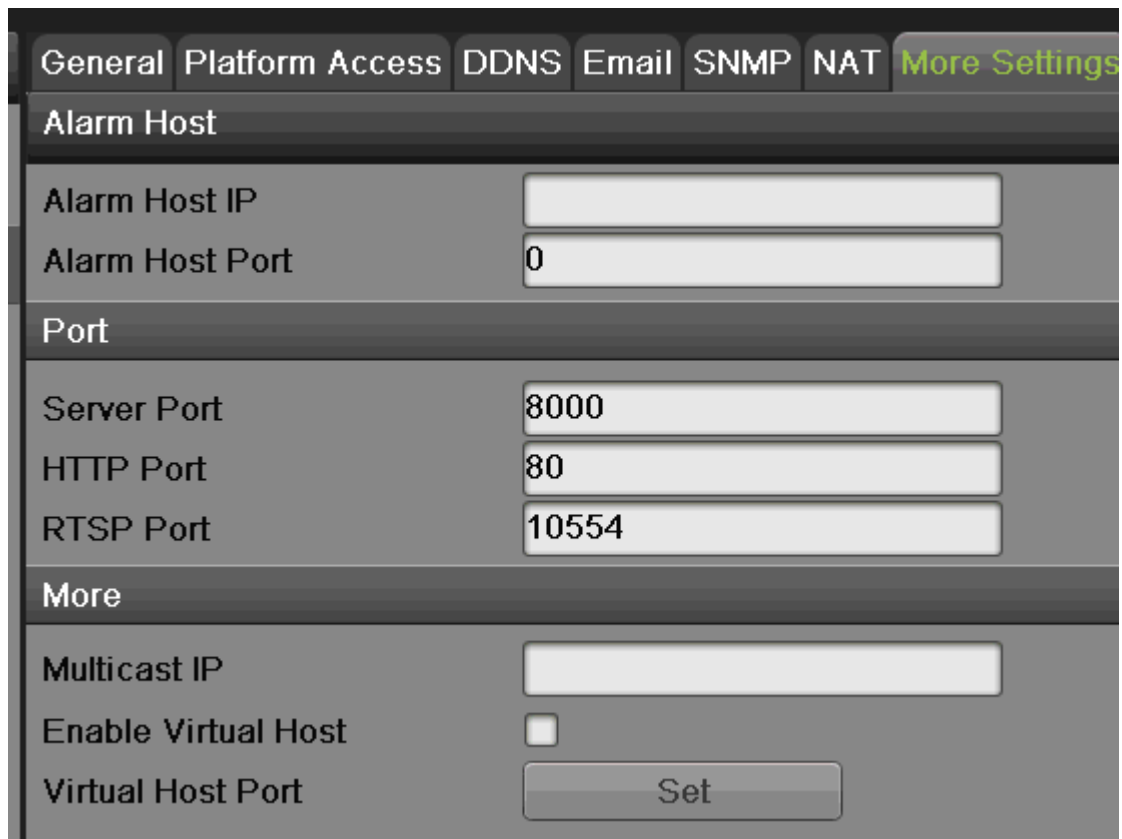 General Platform Access DDNS Email SNMP NAT More Settings
Alarm Host
Alarm Host IP
Alarm Host Port 0
Port
Server Port 8000
HTTP Port 80
RTSP Port 10554
More
Multicast IP
Enable Virtual Host
Virtual Host Port Set